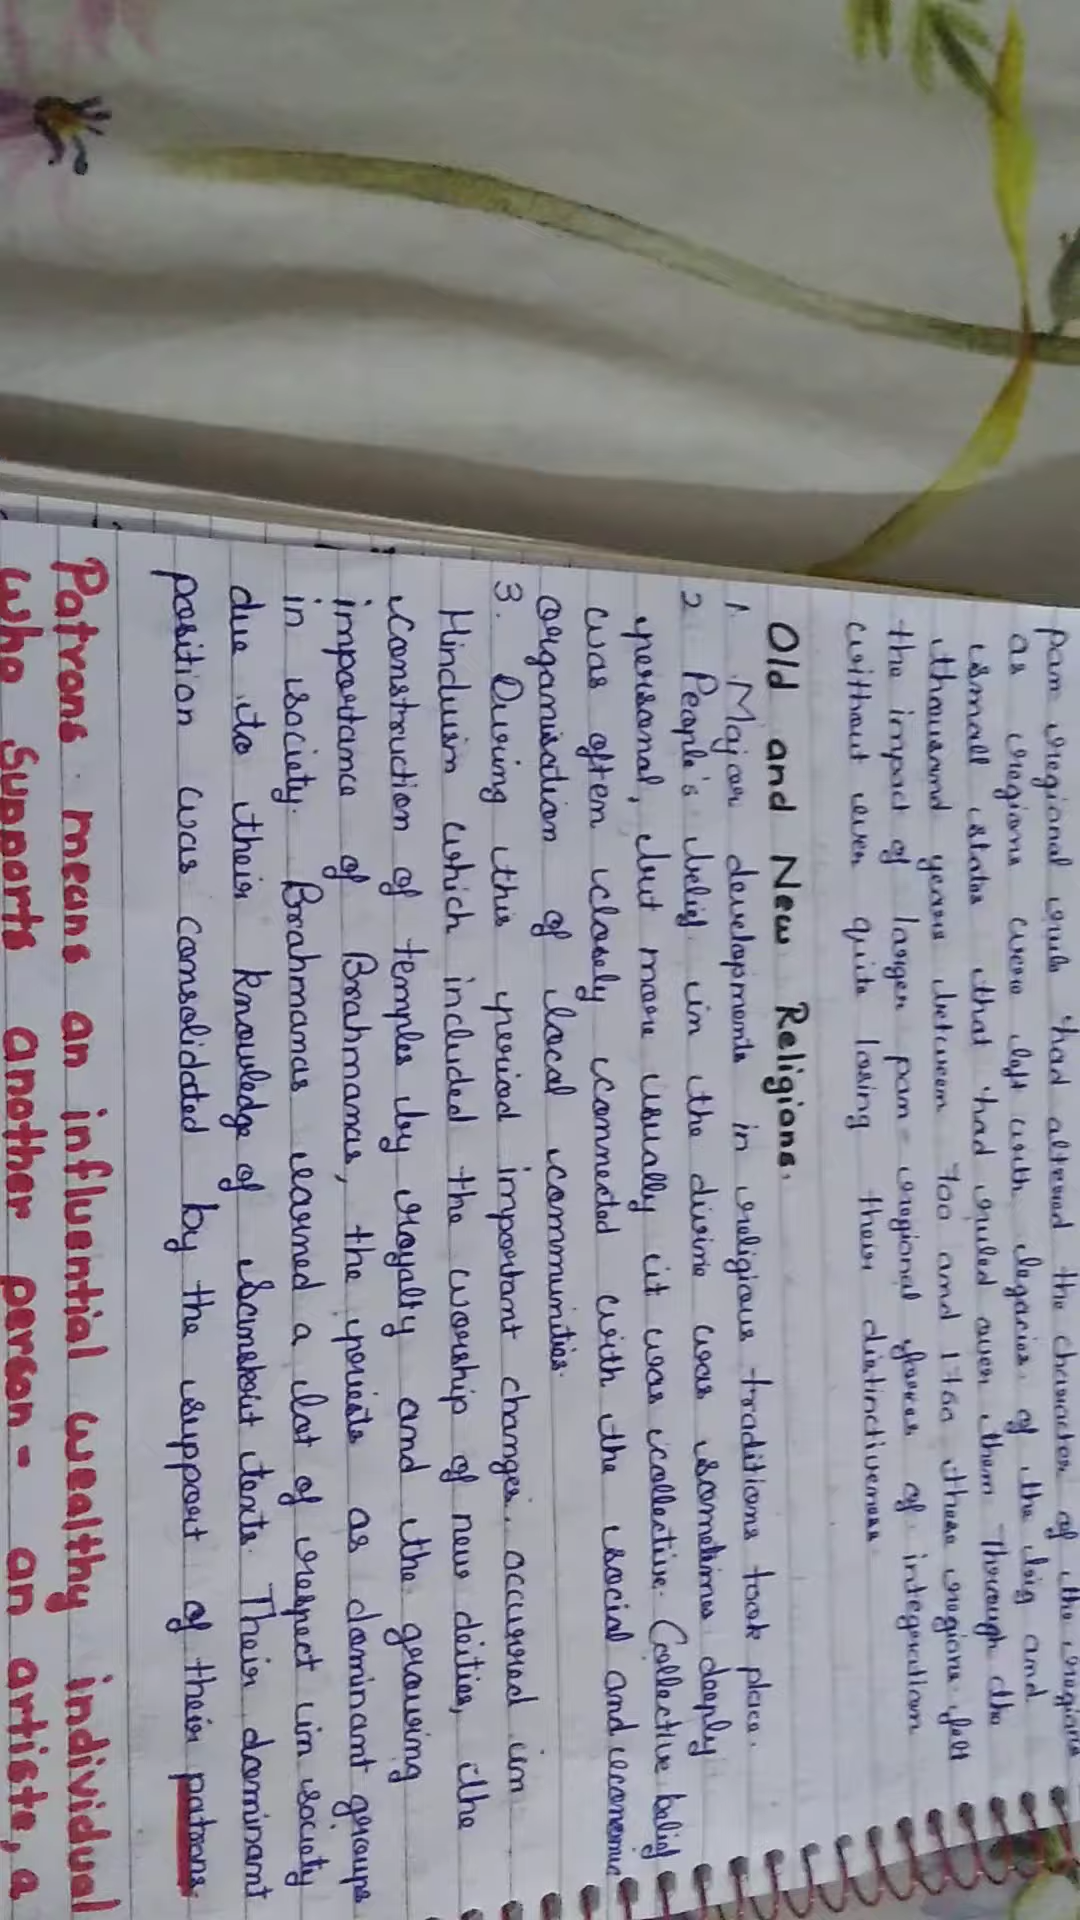 pan regional rule had altered the character of the regions
as regions were left with legacies of the big and
small states that had ruled over them. Through the
thousand years between 700 and 1750 these regions felt
the impact of larger pan-regional forces of integeration
without ever quite losing their distinctiveness.
Old and New Religions.
1. Major developments in religious traditions took place.
2. People's belief in the divine was sometimes deeply
personal, but more usually it was collective. Collective belief
was often closely connected with the social and economic
organisation of local communities.
3. During this period important changes occured in
Hinduism which included the worship of new deities, the
construction of temples by royalty and the growing
importance of Brahmanas, the priests as dominant groups
in society. Brahmanas earned a lot of respect in society
due to their knowledge of Sanskrit texts. Their dominant
position was consolidated by the support of their patrons.
Patrons means an influential wealthy individual
who supports another person - an artiste, a